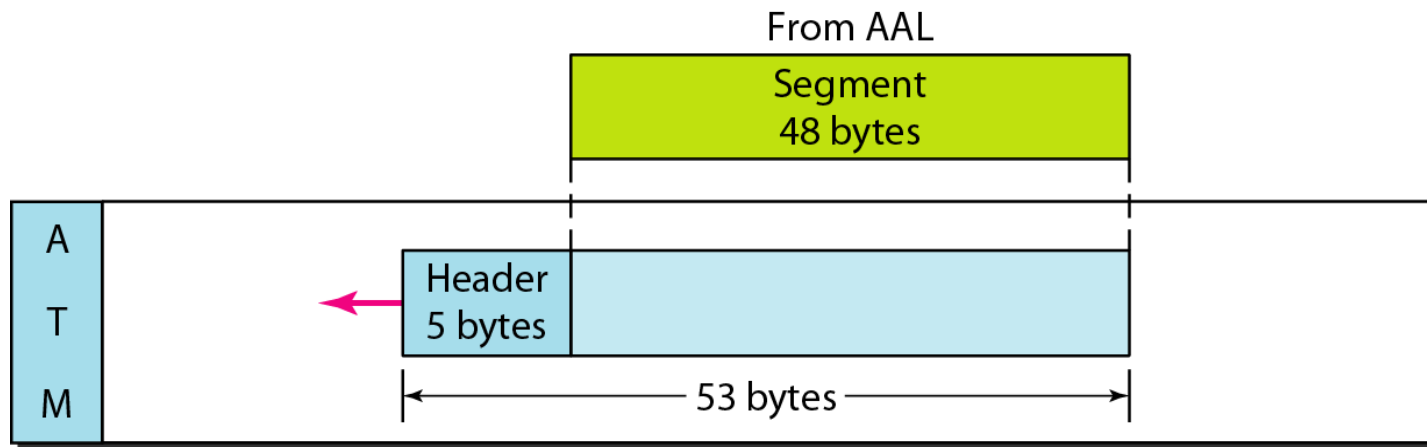 From AAL
Segment
48 bytes
A
T
M
Header
5 bytes
53 bytes